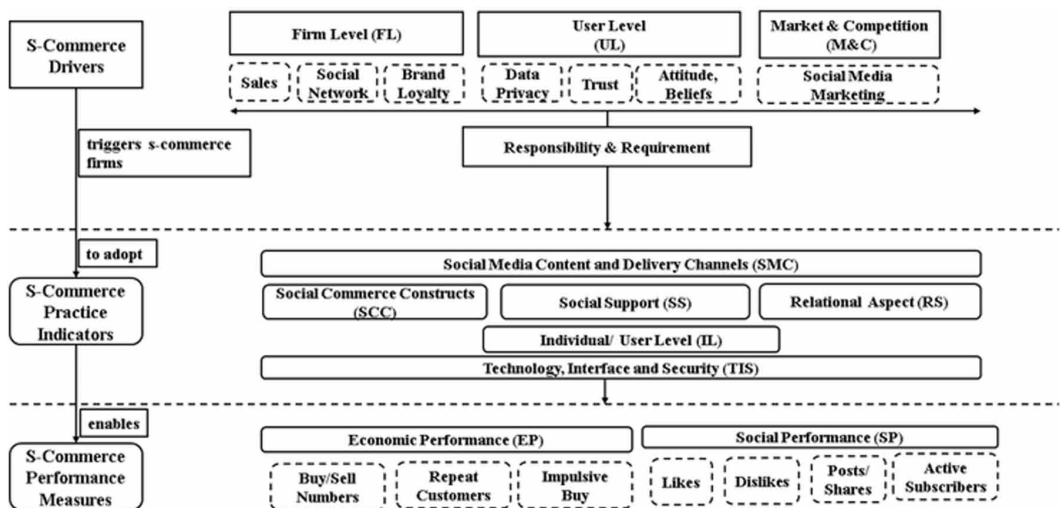 S-Commerce
Drivers
Firm Level (FL)
User Level
(UL)
Market & Competition
(M&C)
Sales
Social
Network
Brand
Loyalty
Data
Privacy
Trust
Attitude,
Beliefs
Social Media
Marketing
triggers s-commerce
firms
Responsibility & Requirement
to adopt
S-Commerce
Practice
Indicators
Social Media Content and Delivery Channels (SMC)
Social Commerce Constructs
(SCC)
Social Support (SS)
Relational Aspect (RS)
Individual/ User Level (IL)
Technology, Interface and Security (TIS)
enables
S-Commerce
Performance
Measures
Economic Performance (EP)
Social Performance (SP)
Buy/Sell
Numbers
Repeat
Customers
Impulsive
Buy
Likes
Dislikes
Posts/
Shares
Active
Subscribers